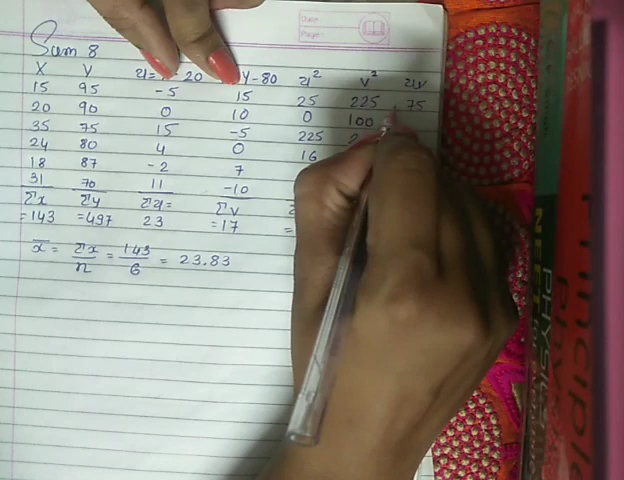 Date
Page
Sum 8
X Y u= 20 Y-80 u² v² uv
15 95 -5 15 25 225 75
20 90 0 10 0 100
35 75 15 -5 225
24 80 4 0 16
18 87 -2 7
31 70 11 -10
Σx Σy Σu= Σv
=143 =497 23 =17 =
x̄ = Σx/n = 143/6 = 23.83
PHYSICS
NEET
Principle